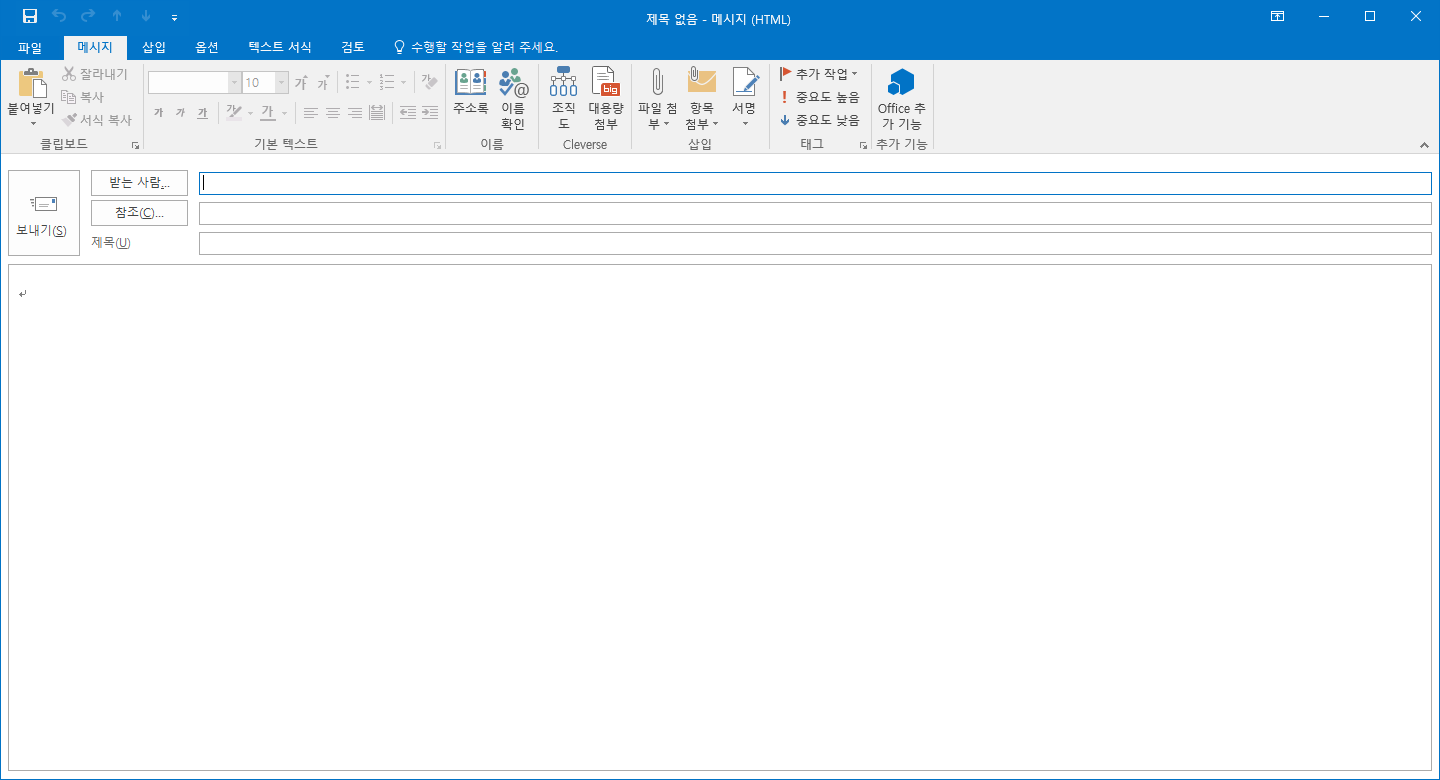 제목 없음 - 메시지 (HTML)
파일 메시지 삽입 옵션 텍스트 서식 검토 수행할 작업을 알려 주세요.
붙여넣기
잘라내기
복사
서식 복사
클립보드
10
가 가
가 가 가 가 가
가
기본 텍스트
주소록
이름
확인
이름
조직
도
big
대용량
첨부
Cleverse
파일 첨
부
항목
첨부
서명
삽입
추가 작업
중요도 높음
중요도 낮음
태그
Office 추
가 기능
추가 기능
보내기(S)
받는 사람...
참조(C)...
제목(U)